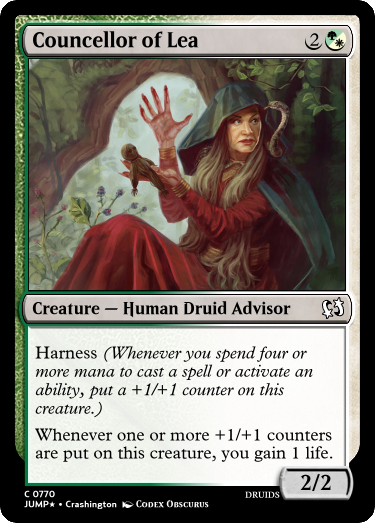 Councellor of Lea 2
Creature — Human Druid Advisor
Harness (Whenever you spend four or
more mana to cast a spell or activate an
ability, put a +1/+1 counter on this
creature.)
Whenever one or more +1/+1 counters
are put on this creature, you gain 1 life.
2/2
C 0770 DRUIDS
JUMP★ • Crashington Codex Obscurus